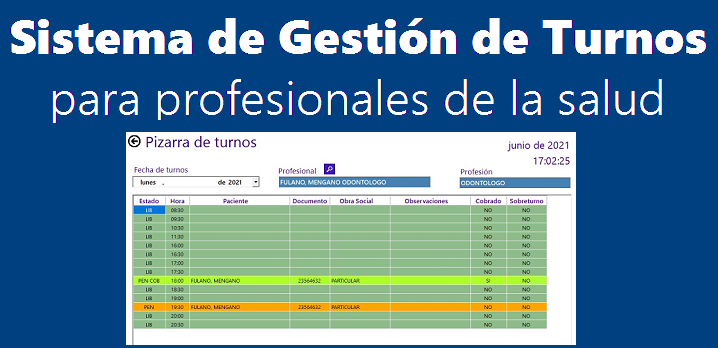 Sistema de Gestión de Turnos
para profesionales de la salud
Pizarra de turnos
junio de 2021
17:02:25
Fecha de turnos Profesional Profesión
lunes , de 2021 FULANO, MENGANO ODONTOLOGO ODONTOLOGO
Estado Hora Paciente Documento Obra Social Observaciones Cobrado Sobreturno
LIB 08:30 NO NO
LIB 09:30 NO NO
LIB 10:30 NO NO
LIB 11:30 NO NO
LIB 16:00 NO NO
LIB 16:30 NO NO
LIB 17:00 NO NO
LIB 17:30 NO NO
PEN COB 18:00 FULANO, MENGANO 23564632 PARTICULAR SI NO
LIB 18:30 NO NO
LIB 19:00 NO NO
PEN 19:30 FULANO, MENGANO 23564632 PARTICULAR NO NO
LIB 20:00 NO NO
LIB 20:30 NO NO